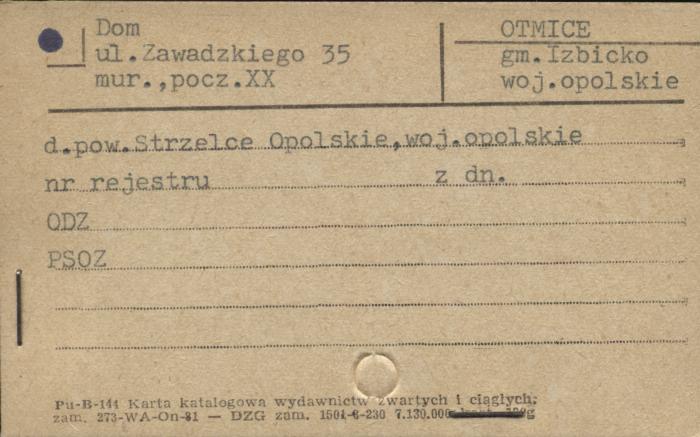 Dom
ul.Zawadzkiego 35
mur.,pocz.XX
OTMICE
gm.Izbicko
woj.opolskie
d.pow.Strzelce Opolskie,woj.opolskie
nr rejestru z dn.
ODZ
PSOZ
Pu-B-144 Karta katalogowa wydawnictw zwartych i ciągłych;
zam. 273-WA-On-81 — DZG zam. 1501-6-230 7.130.000